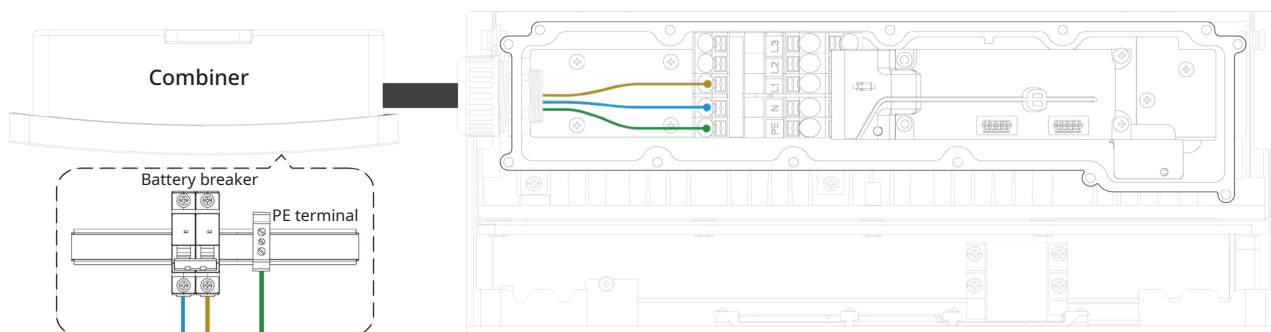 Combiner
Battery breaker
PE terminal
L3
L2
L1
N
PE